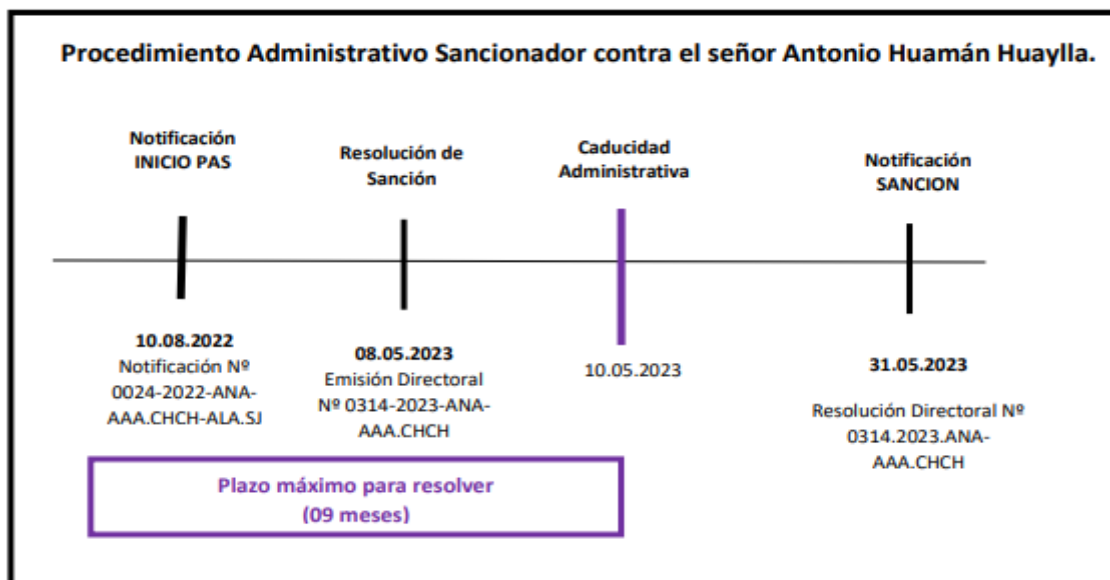 Procedimiento Administrativo Sancionador contra el señor Antonio Huamán Huaylla.
Notificación
INICIO PAS
Resolución de
Sanción
Caducidad
Administrativa
Notificación
SANCION
10.08.2022
Notificación Nº
0024-2022-ANA-
AAA.CHCH-ALA.SJ
08.05.2023
Emisión Directoral
Nº 0314-2023-ANA-
AAA.CHCH
10.05.2023
31.05.2023
Resolución Directoral Nº
0314.2023.ANA-
AAA.CHCH
Plazo máximo para resolver
(09 meses)